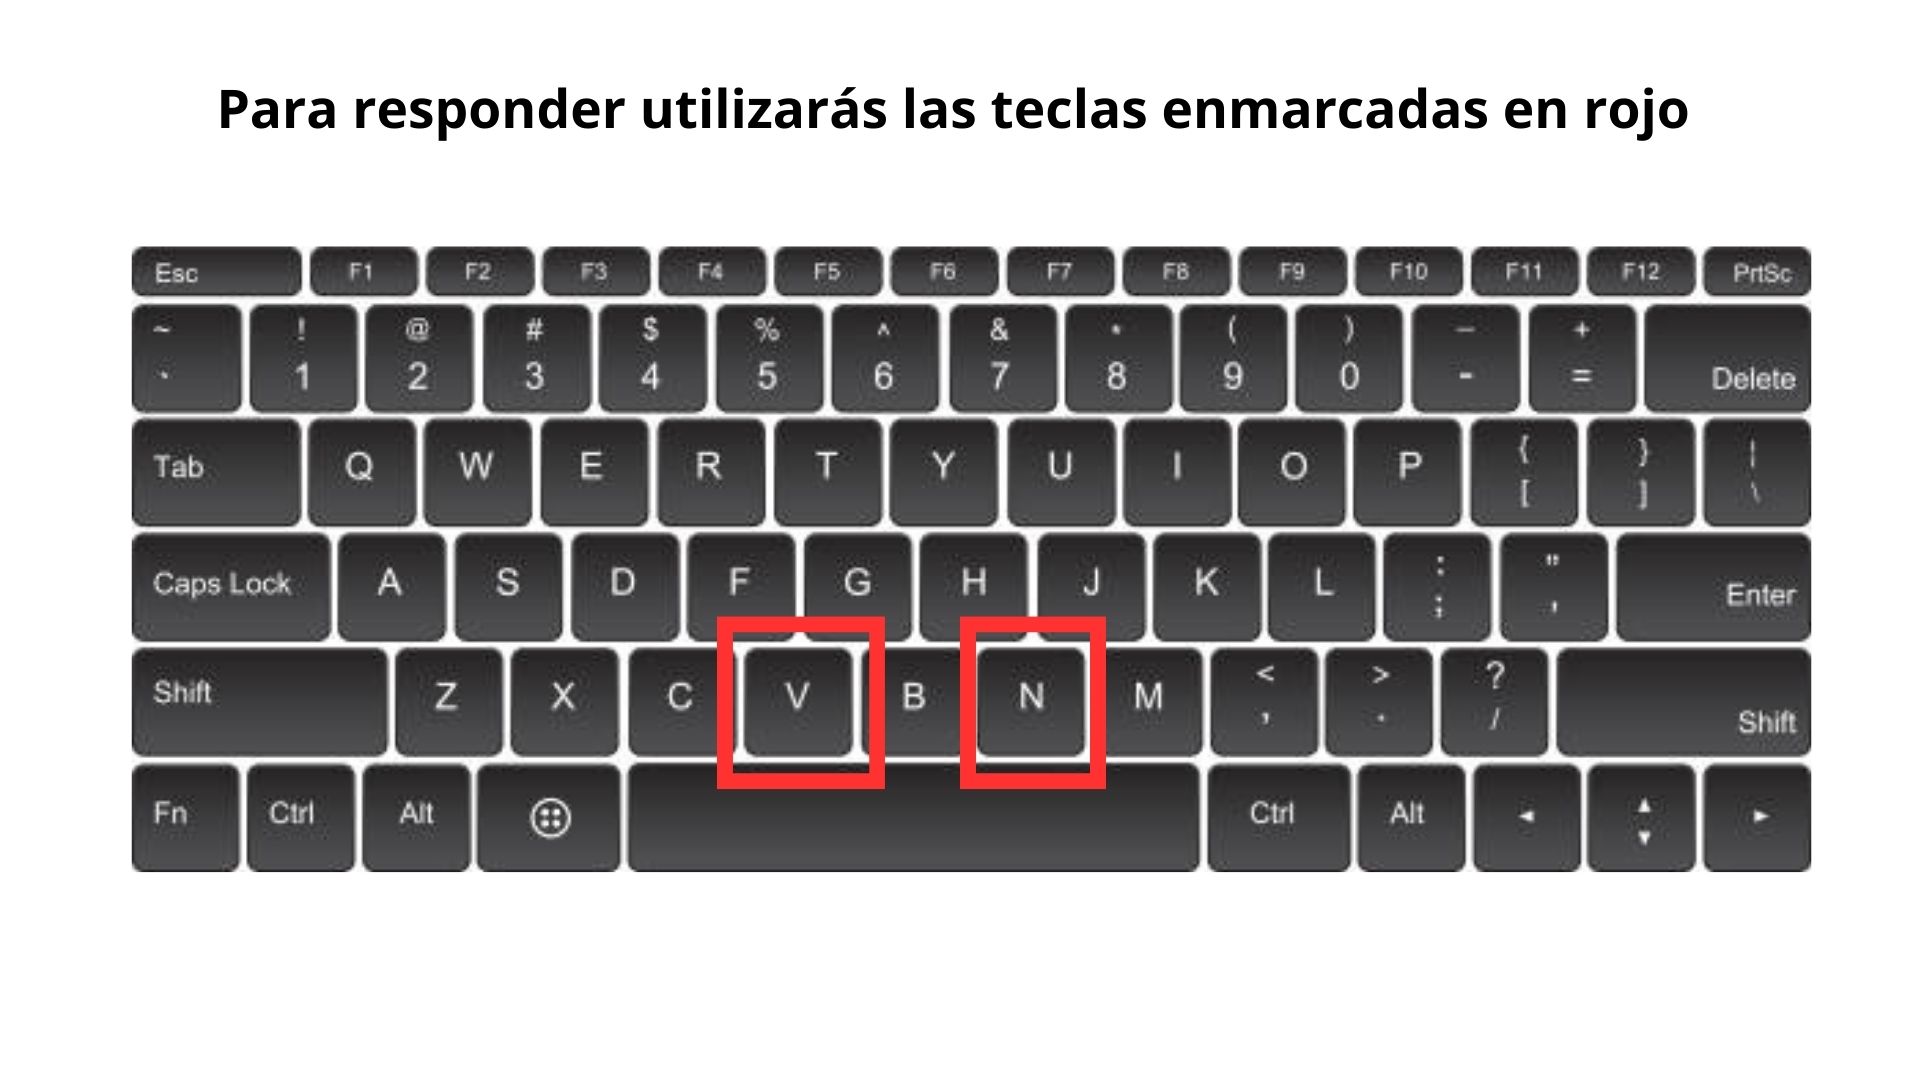 Para responder utilizarás las teclas enmarcadas en rojo
Esc F1 F2 F3 F4 F5 F6 F7 F8 F9 F10 F11 F12 PrtSc
~ ! @ # $ % ^ & * ( ) _ +
` 1 2 3 4 5 6 7 8 9 0 - = Delete
Tab Q W E R T Y U I O P { } ¦
[ ] \
Caps Lock A S D F G H J K L : "
; ' Enter
Shift Z X C V B N M < > ?
, . / Shift
Fn Ctrl Alt Ctrl Alt ◄ ▲ ►
▼